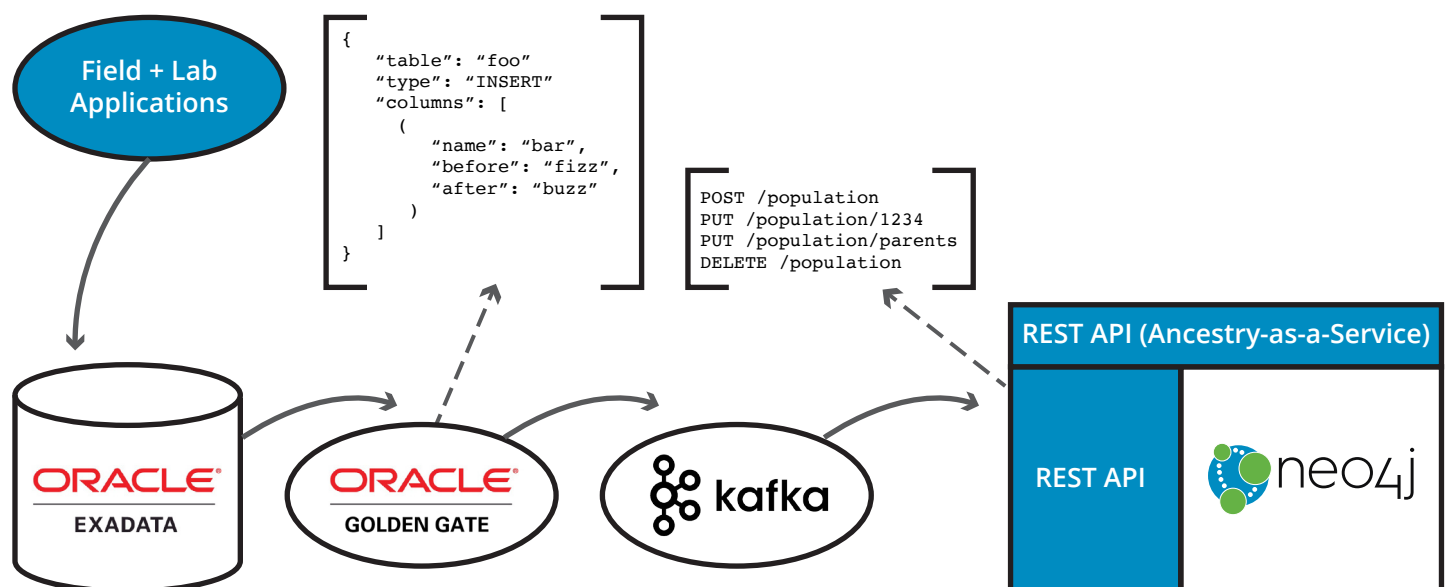 Field + Lab
Applications
{
“table”: “foo”
“type”: “INSERT”
“columns”: [
(
“name”: “bar”,
“before”: “fizz”,
“after”: “buzz”
)
]
}
POST /population
PUT /population/1234
PUT /population/parents
DELETE /population
REST API (Ancestry-as-a-Service)
ORACLE®
EXADATA
ORACLE®
GOLDEN GATE
kafka
REST API
neo4j